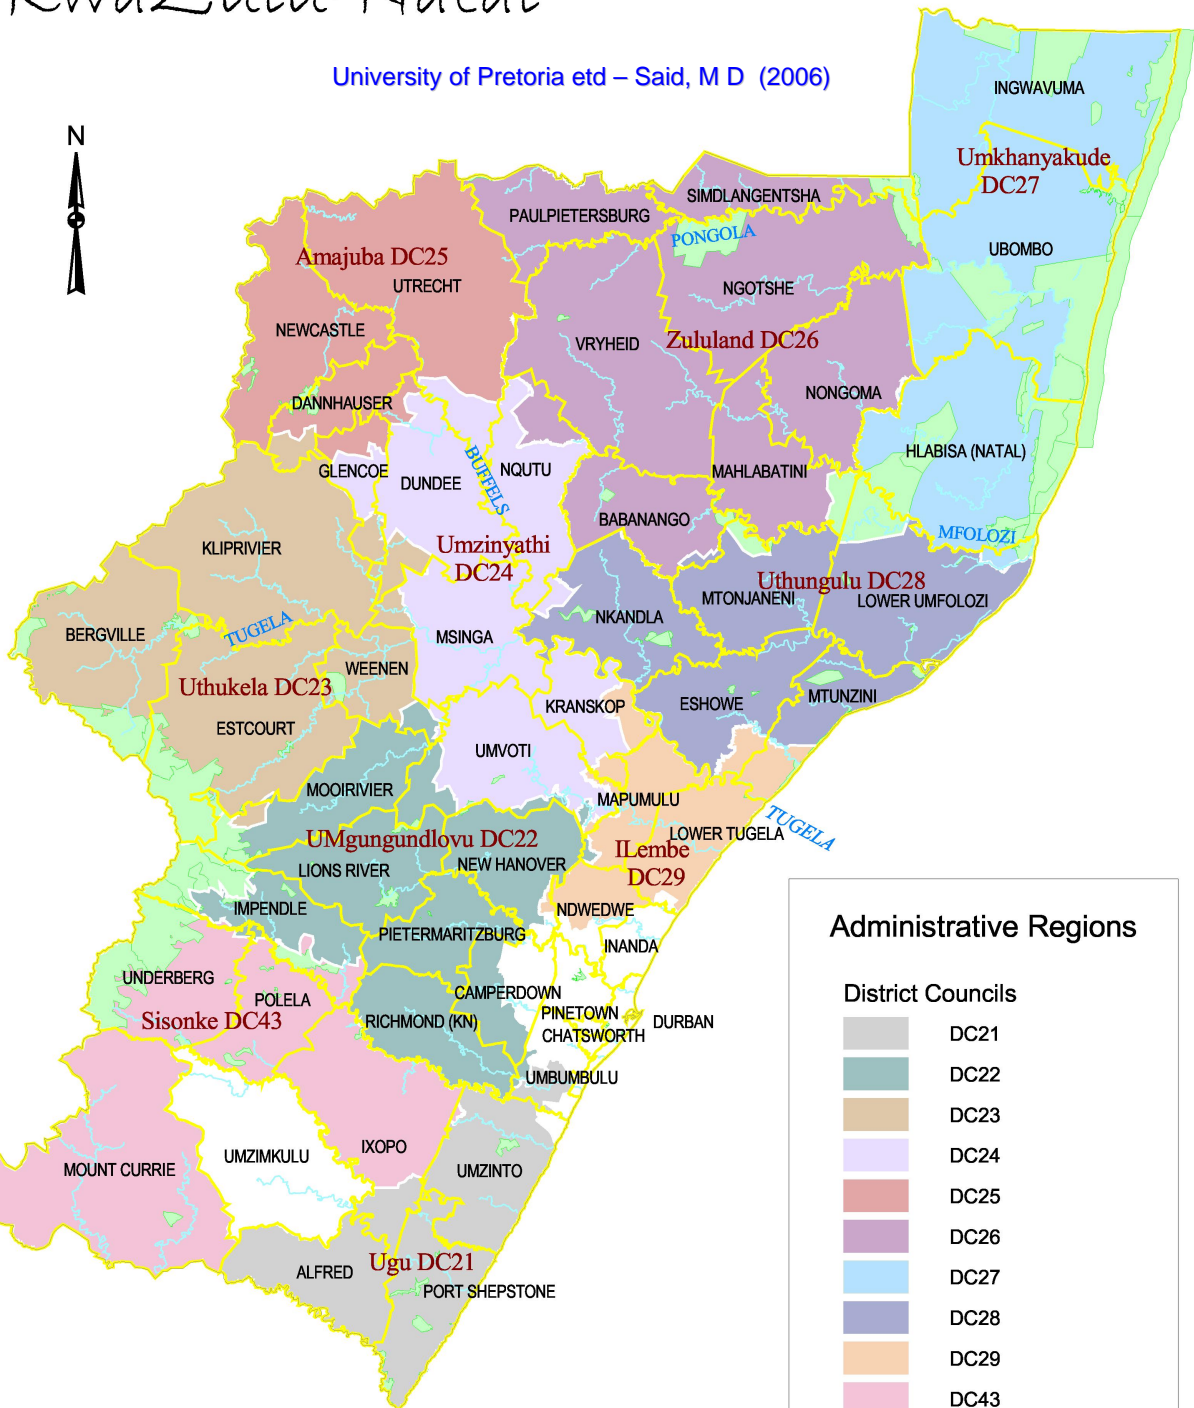 KwaZulu Natal
University of Pretoria etd – Said, M D (2006)
N
INGWAVUMA
Umkhanyakude
DC27
SIMDLANGENTSHA
PAULPIETERSBURG
PONGOLA
UBOMBO
Amajuba DC25
UTRECHT
NGOTSHE
NEWCASTLE
VRYHEID
Zululand DC26
NONGOMA
DANNHAUSER
HLABISA (NATAL)
GLENCOE
DUNDEE
BUFFELS
NQUTU
MAHLABATINI
BABANANGO
MFOLOZI
KLIPRIVIER
Umzinyathi
DC24
Uthungulu DC28
MTONJANENI
LOWER UMFOLOZI
NKANDLA
BERGVILLE
TUGELA
MSINGA
WEENEN
Uthukela DC23
KRANSKOP
ESHOWE
MTUNZINI
ESTCOURT
UMVOTI
MOOIRIVIER
MAPUMULU
TUGELA
LOWER TUGELA
UMgungundlovu DC22
ILembe
DC29
LIONS RIVER
NEW HANOVER
IMPENDLE
NDWEDWE
PIETERMARITZBURG
INANDA
UNDERBERG
POLELA
CAMPERDOWN
Sisonke DC43
RICHMOND (KN)
PINETOWN
DURBAN
CHATSWORTH
UMBUMBULU
IXOPO
UMZIMKULU
MOUNT CURRIE
UMZINTO
ALFRED
Ugu DC21
PORT SHEPSTONE
Administrative Regions
District Councils
DC21
DC22
DC23
DC24
DC25
DC26
DC27
DC28
DC29
DC43